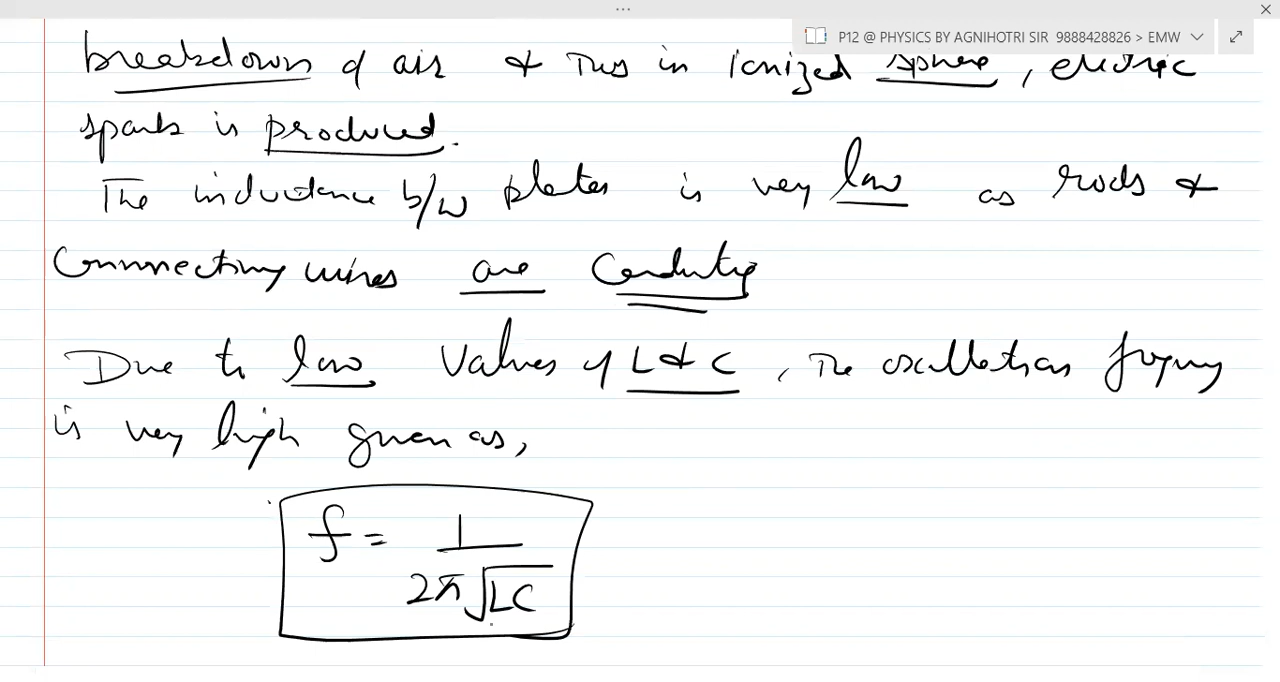 P12 @ PHYSICS BY AGNIHOTRI SIR 9888428826 > EMW
breakdown of air & Thus in ionized sphere, electric
spark is produced.
The inductance b/w plates is very low as rods &
Connecting wires are Conducting
Due to low Values of L & C, The oscillations frequency
is very high given as,
f = 1 / 2π√LC